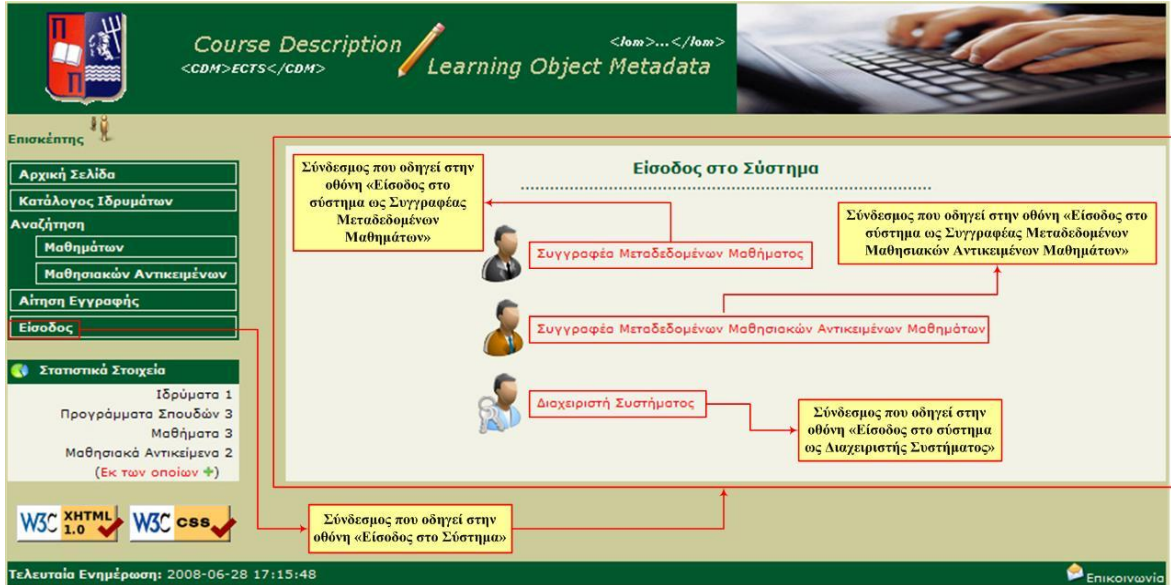 Course Description
<CDM>ECTS</CDM>
<lom>...</lom>
Learning Object Metadata
Επισκέπτης
Αρχική Σελίδα
Κατάλογος Ιδρυμάτων
Αναζήτηση
Μαθημάτων
Μαθησιακών Αντικειμένων
Αίτηση Εγγραφής
Είσοδος
Στατιστικά Στοιχεία
Ιδρύματα 1
Προγράμματα Σπουδών 3
Μαθήματα 3
Μαθησιακά Αντικείμενα 2
(Εκ των οποίων +)
W3C XHTML 1.0
W3C css
Είσοδος στο Σύστημα
Σύνδεσμος που οδηγεί στην
οθόνη «Είσοδος στο
σύστημα ως Συγγραφέας
Μεταδεδομένων
Μαθημάτων»
Συγγραφέα Μεταδεδομένων Μαθήματος
Σύνδεσμος που οδηγεί στην οθόνη «Είσοδος στο
σύστημα ως Συγγραφέας Μεταδεδομένων
Μαθησιακών Αντικειμένων Μαθημάτων»
Συγγραφέα Μεταδεδομένων Μαθησιακών Αντικειμένων Μαθημάτων
Διαχειριστή Συστήματος
Σύνδεσμος που οδηγεί στην
οθόνη «Είσοδος στο σύστημα
ως Διαχειριστής Συστήματος»
Σύνδεσμος που οδηγεί στην
οθόνη «Είσοδος στο Σύστημα»
Τελευταία Ενημέρωση: 2008-06-28 17:15:48
Επικοινωνία